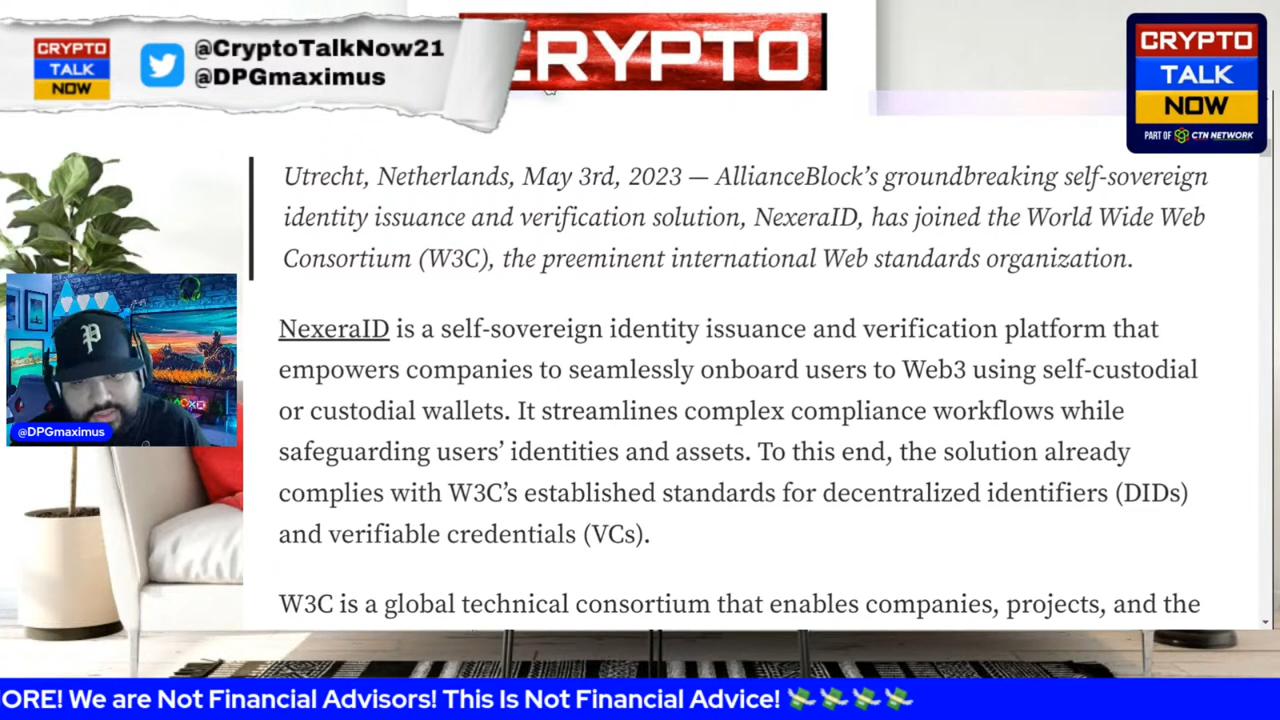 CRYPTO
TALK
NOW
@CryptoTalkNow21
@DPGmaximus
CRYPTO
CRYPTO
TALK
NOW
PART OF CTN NETWORK
Utrecht, Netherlands, May 3rd, 2023 — AllianceBlock’s groundbreaking self-sovereign
identity issuance and verification solution, NexeraID, has joined the World Wide Web
Consortium (W3C), the preeminent international Web standards organization.
NexeraID is a self-sovereign identity issuance and verification platform that
empowers companies to seamlessly onboard users to Web3 using self-custodial
or custodial wallets. It streamlines complex compliance workflows while
safeguarding users’ identities and assets. To this end, the solution already
complies with W3C’s established standards for decentralized identifiers (DIDs)
and verifiable credentials (VCs).
W3C is a global technical consortium that enables companies, projects, and the
P
@DPGmaximus
ORE! We are Not Financial Advisors! This Is Not Financial Advice! 💸💸💸💸